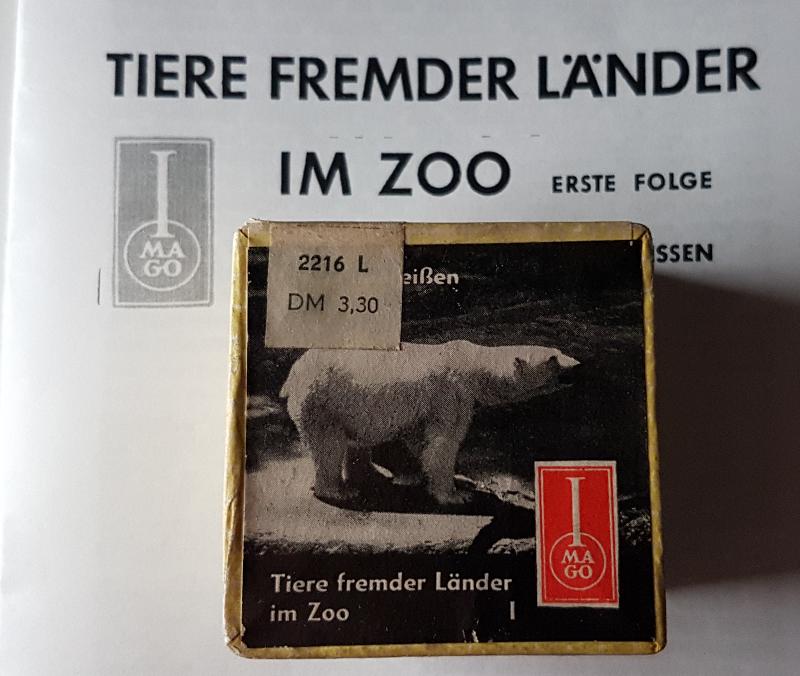 TIERE FREMDER LÄNDER
IM ZOO ERSTE FOLGE
I
MA
GO
SSEN
2216 L
DM 3,30
eißen
I
MA
GO
Tiere fremder Länder
im Zoo I